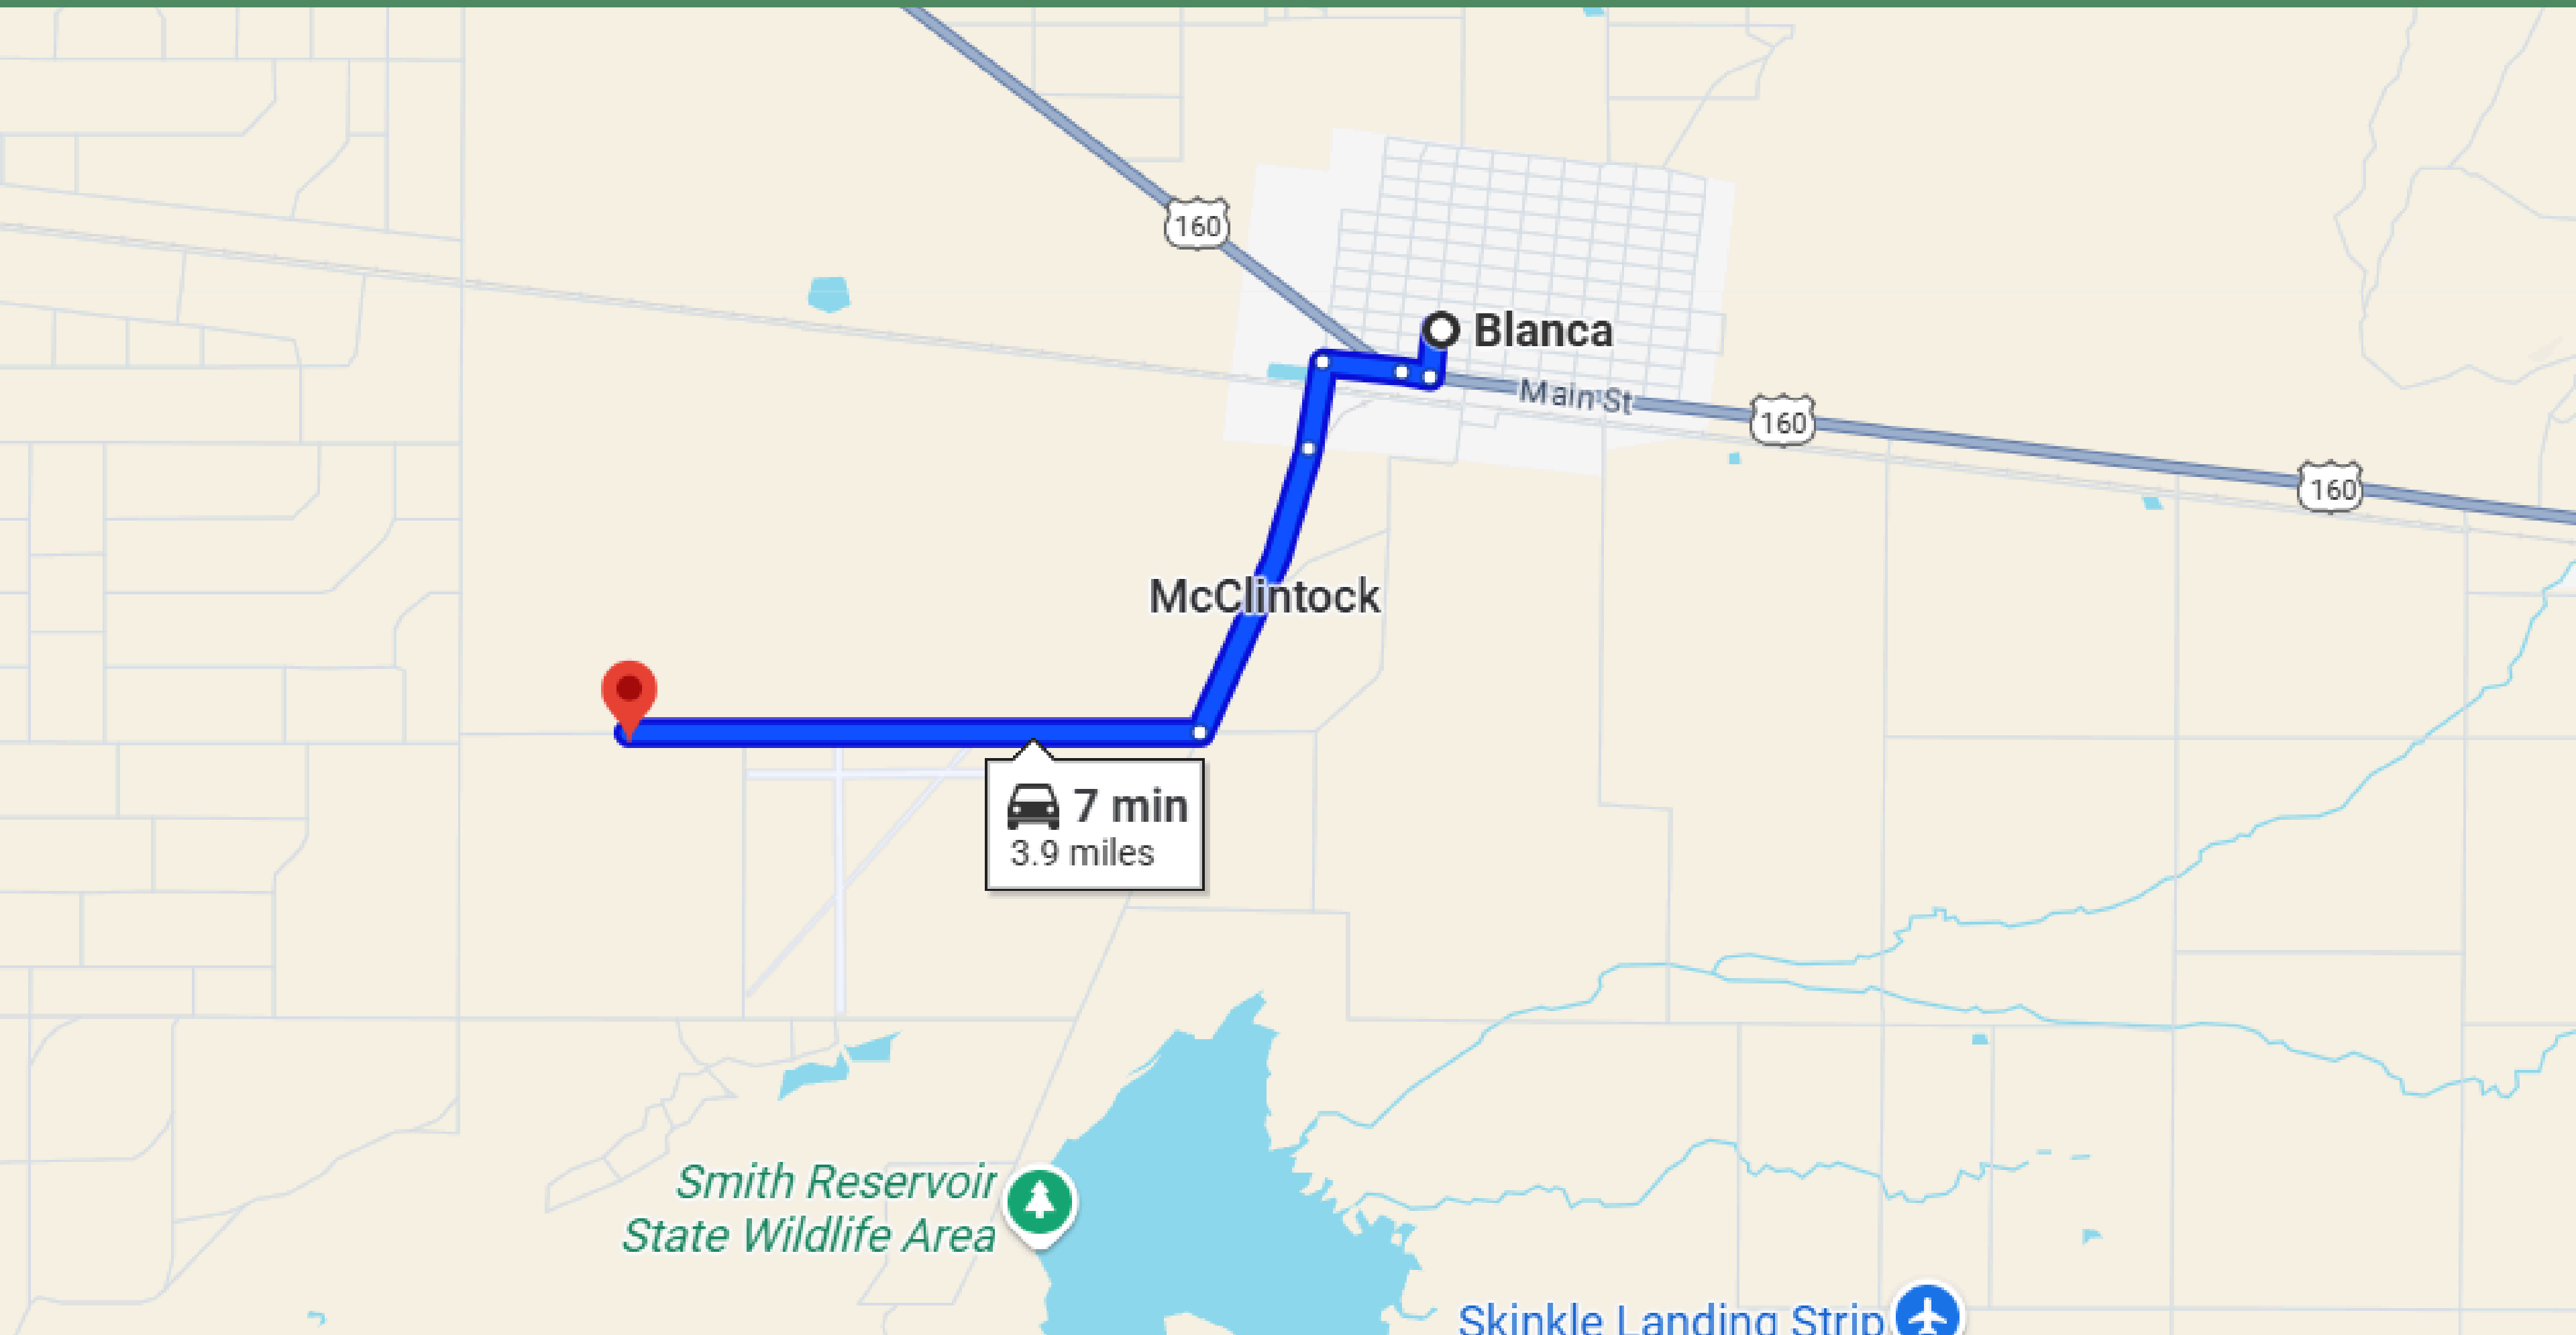 160
Blanca
Main St
160
160
McClintock
7 min
3.9 miles
Smith Reservoir
State Wildlife Area
Skinkle Landing Strip